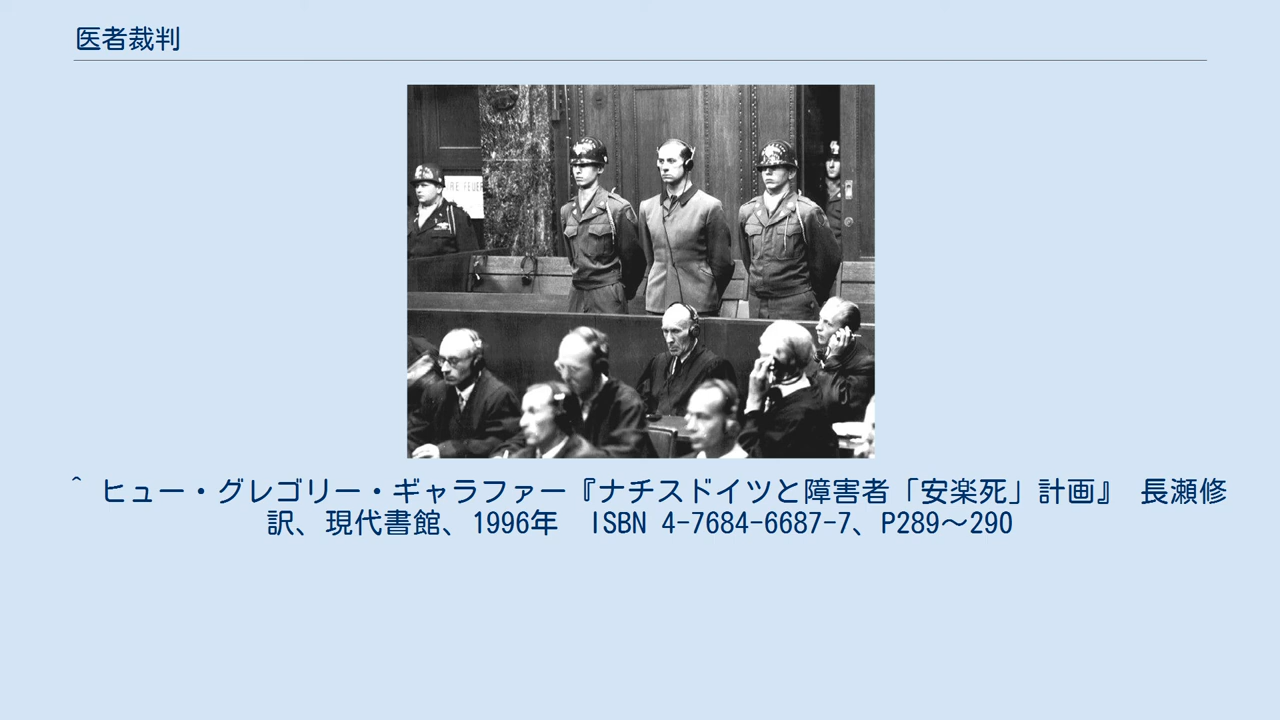 医者裁判
RE FEUER
^ ヒュー・グレゴリー・ギャラファー『ナチスドイツと障害者「安楽死」計画』 長瀬修
訳、現代書館、1996年　ISBN 4-7684-6687-7、P289〜290